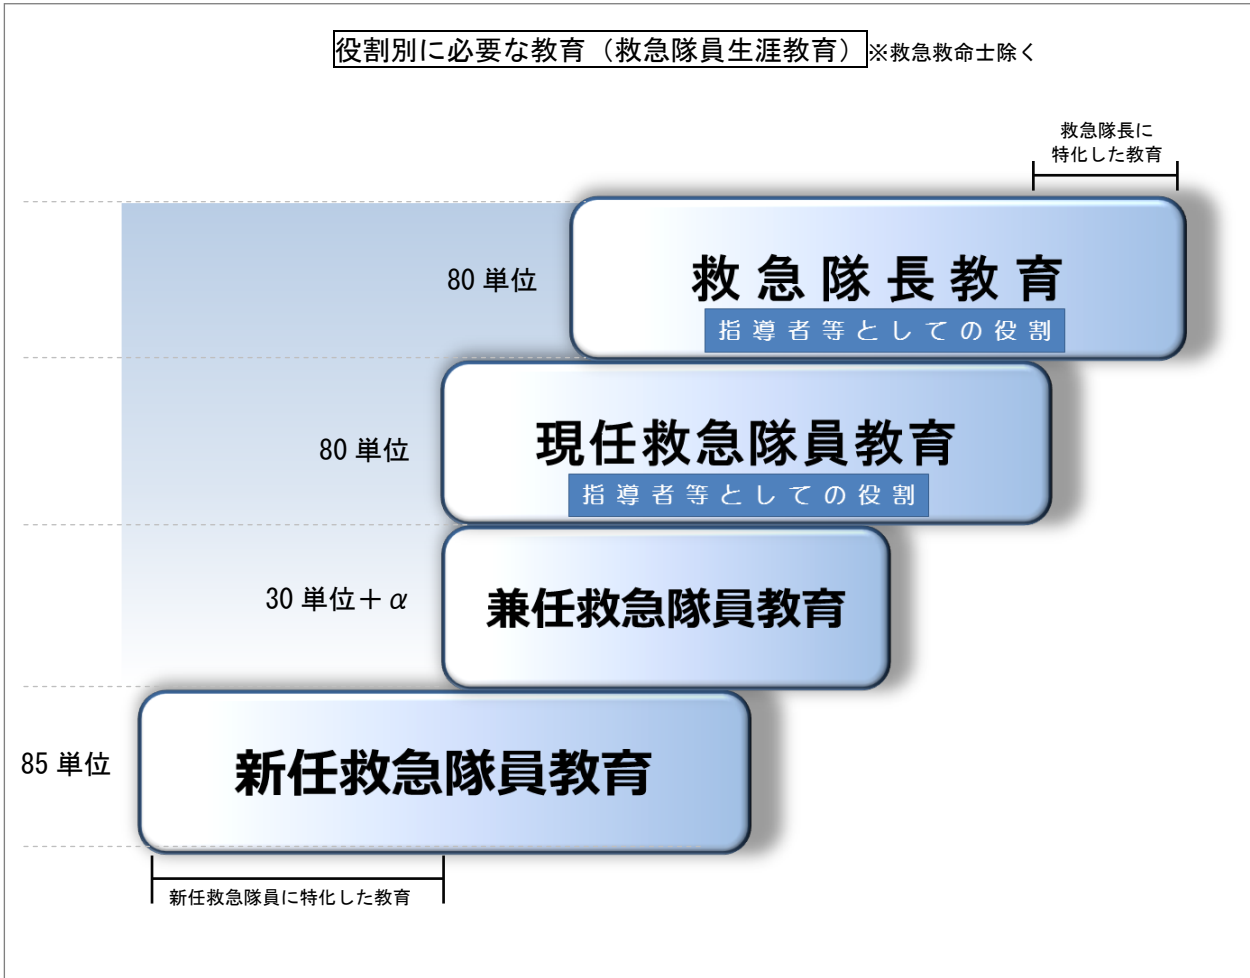 役割別に必要な教育（救急隊員生涯教育）※救急救命士除く
救急隊長に
特化した教育
80 単位
救急隊長教育
指導者等としての役割
80 単位
現任救急隊員教育
指導者等としての役割
30 単位＋α
兼任救急隊員教育
85 単位
新任救急隊員教育
新任救急隊員に特化した教育